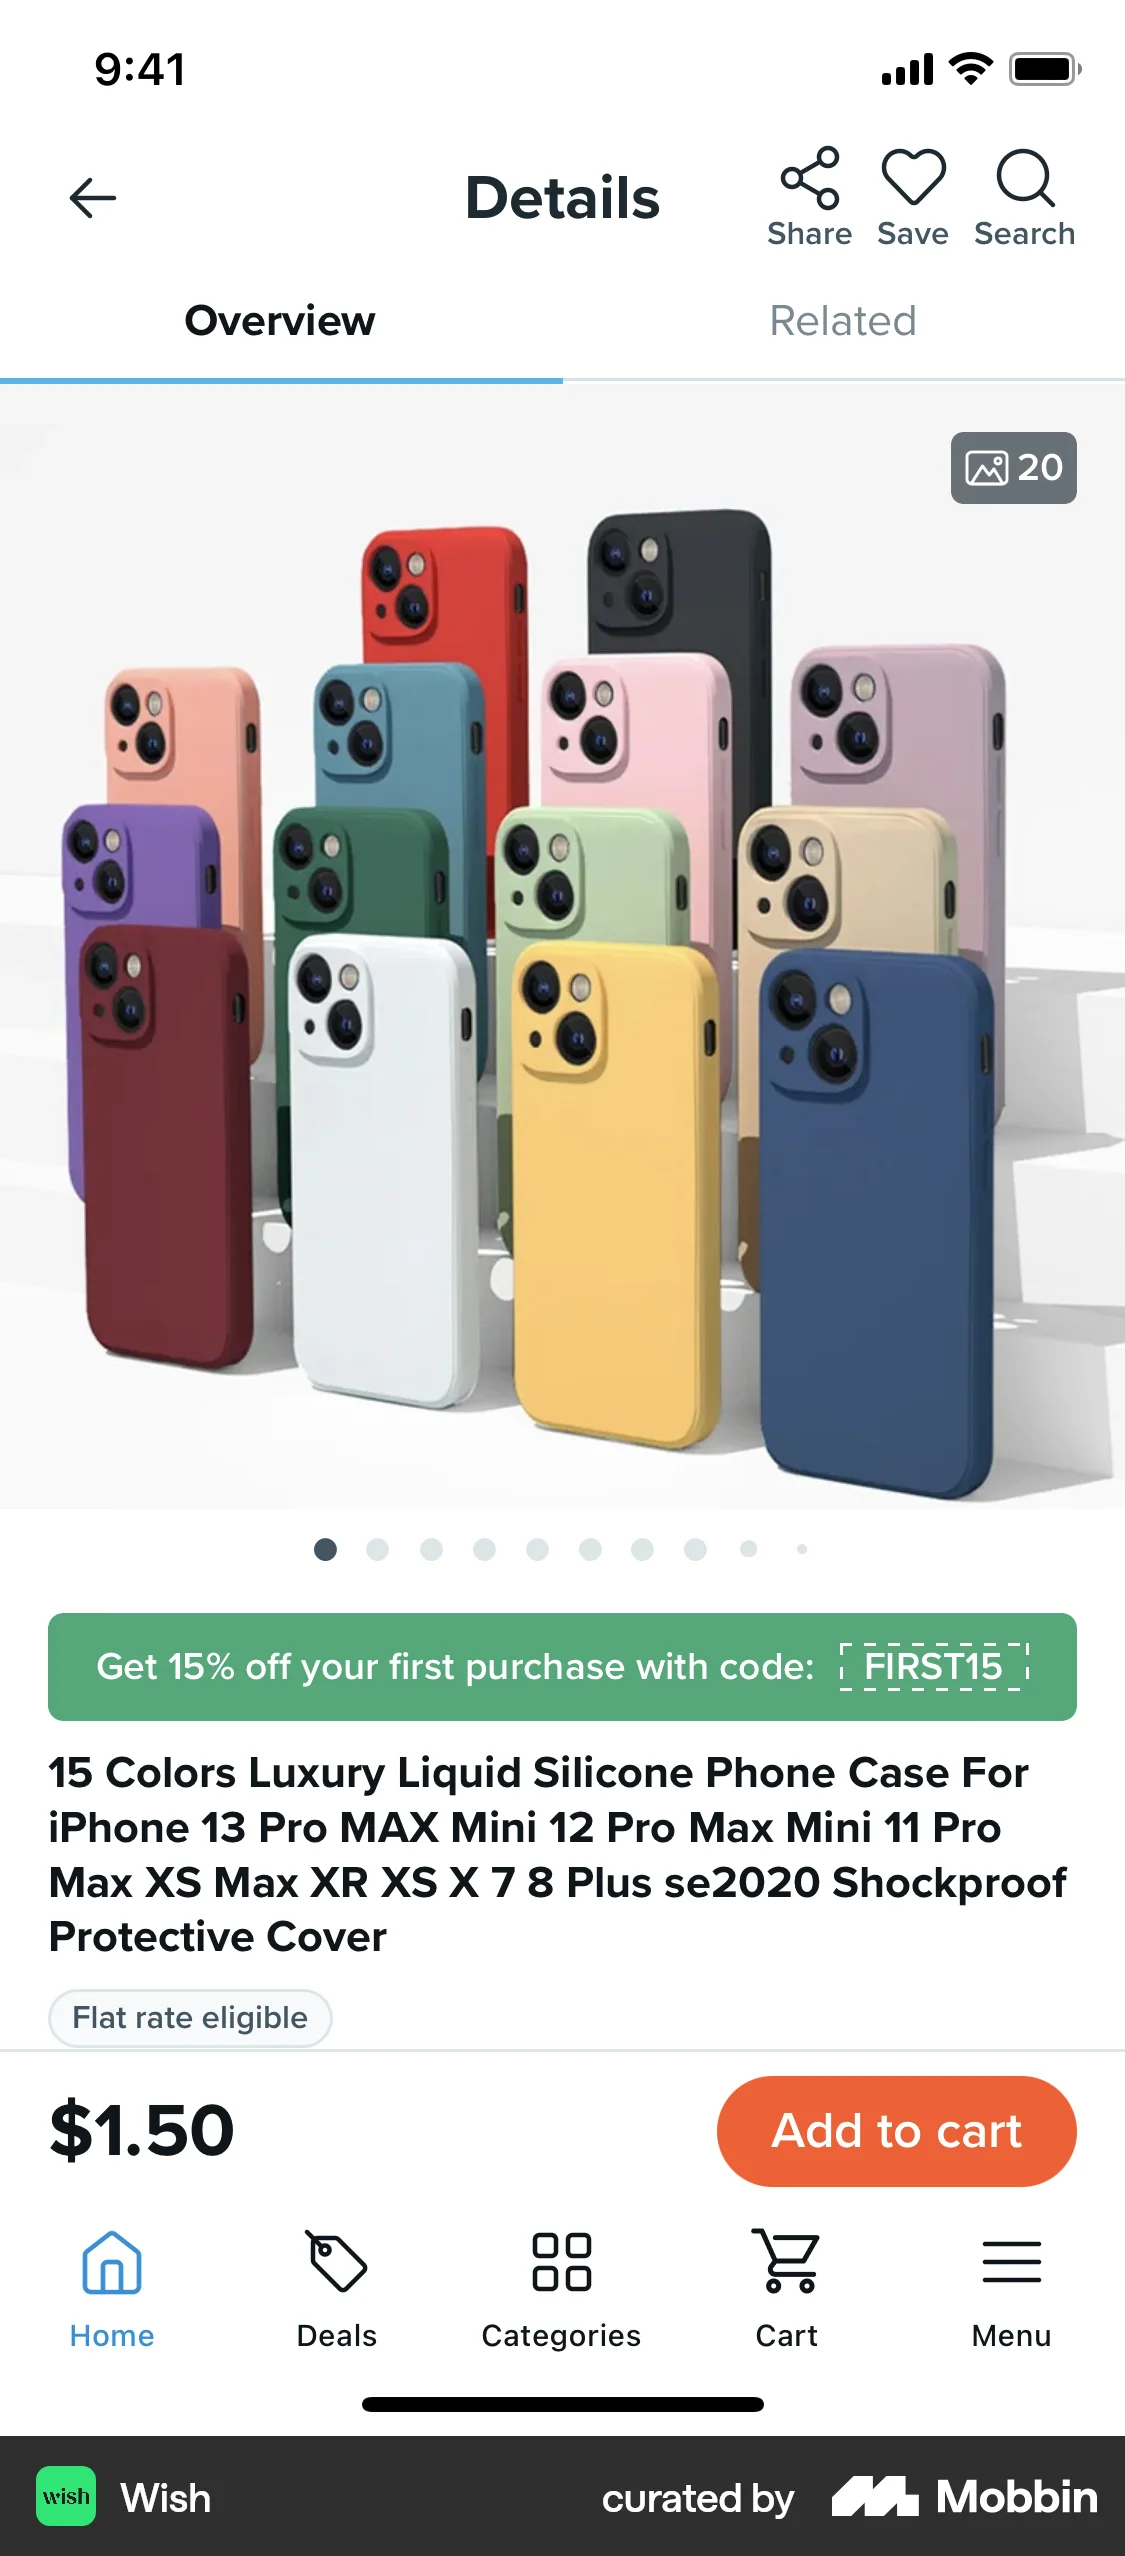 9:41
Details
Share
Save
Search
Overview
Related
20
Get 15% off your first purchase with code: FIRST15
15 Colors Luxury Liquid Silicone Phone Case For
iPhone 13 Pro MAX Mini 12 Pro Max Mini 11 Pro
Max XS Max XR XS X 7 8 Plus se2020 Shockproof
Protective Cover
Flat rate eligible
$1.50
Add to cart
Home
Deals
Categories
Cart
Menu
wish
Wish
curated by
Mobbin